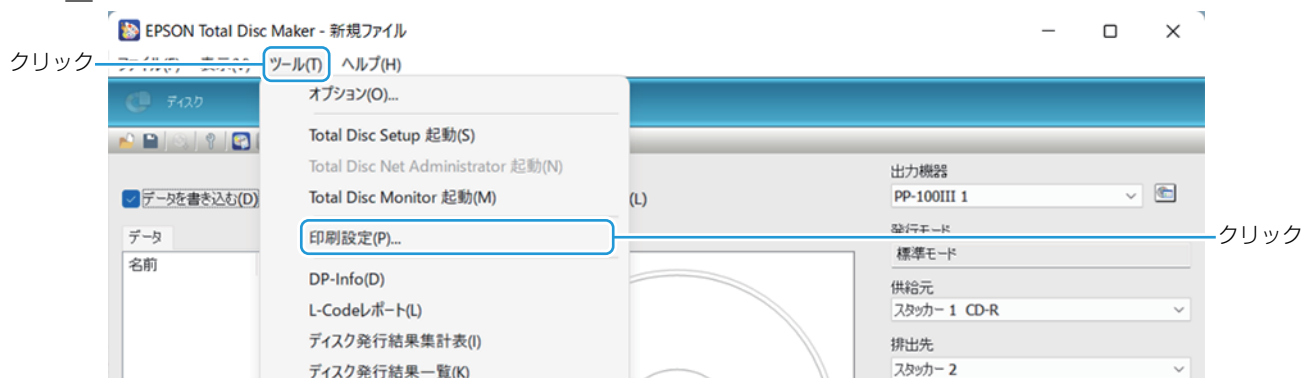 EPSON Total Disc Maker - 新規ファイル
クリック
ツール(T) ヘルプ(H)
ディスク
オプション(O)...
Total Disc Setup 起動(S)
Total Disc Net Administrator 起動(N)
Total Disc Monitor 起動(M)
印刷設定(P)...
クリック
DP-Info(D)
L-Codeレポート(L)
ディスク発行結果集計表(I)
ディスク発行結果一覧(K)
データを書き込む(D)
(L)
データ
名前
出力機器
PP-100III 1
発行モード
標準モード
供給元
スタッカー 1 CD-R
排出先
スタッカー 2